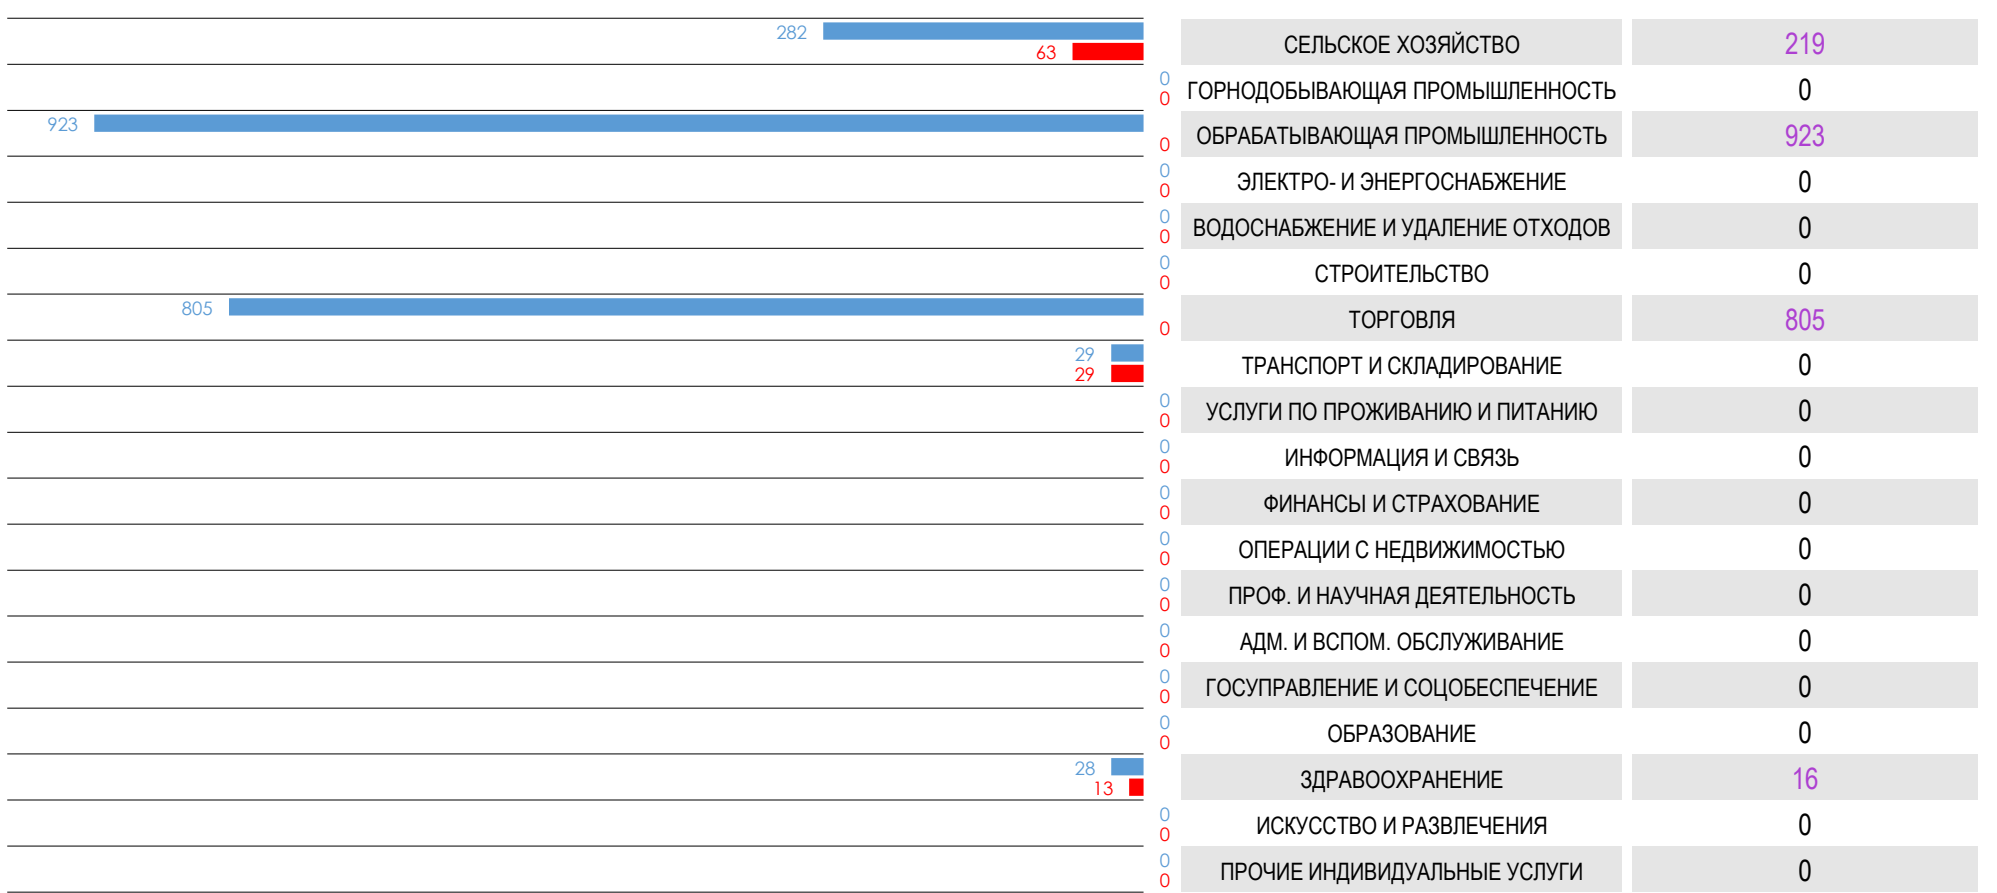 282
63
СЕЛЬСКОЕ ХОЗЯЙСТВО 219
0
0
ГОРНОДОБЫВАЮЩАЯ ПРОМЫШЛЕННОСТЬ 0
923
0
ОБРАБАТЫВАЮЩАЯ ПРОМЫШЛЕННОСТЬ 923
0
0
ЭЛЕКТРО- И ЭНЕРГОСНАБЖЕНИЕ 0
0
0
ВОДОСНАБЖЕНИЕ И УДАЛЕНИЕ ОТХОДОВ 0
0
0
СТРОИТЕЛЬСТВО 0
805
0
ТОРГОВЛЯ 805
29
29
ТРАНСПОРТ И СКЛАДИРОВАНИЕ 0
0
0
УСЛУГИ ПО ПРОЖИВАНИЮ И ПИТАНИЮ 0
0
0
ИНФОРМАЦИЯ И СВЯЗЬ 0
0
0
ФИНАНСЫ И СТРАХОВАНИЕ 0
0
0
ОПЕРАЦИИ С НЕДВИЖИМОСТЬЮ 0
0
0
ПРОФ. И НАУЧНАЯ ДЕЯТЕЛЬНОСТЬ 0
0
0
АДМ. И ВСПОМ. ОБСЛУЖИВАНИЕ 0
0
0
ГОСУПРАВЛЕНИЕ И СОЦОБЕСПЕЧЕНИЕ 0
0
0
ОБРАЗОВАНИЕ 0
28
13
ЗДРАВООХРАНЕНИЕ 16
0
0
ИСКУССТВО И РАЗВЛЕЧЕНИЯ 0
0
0
ПРОЧИЕ ИНДИВИДУАЛЬНЫЕ УСЛУГИ 0